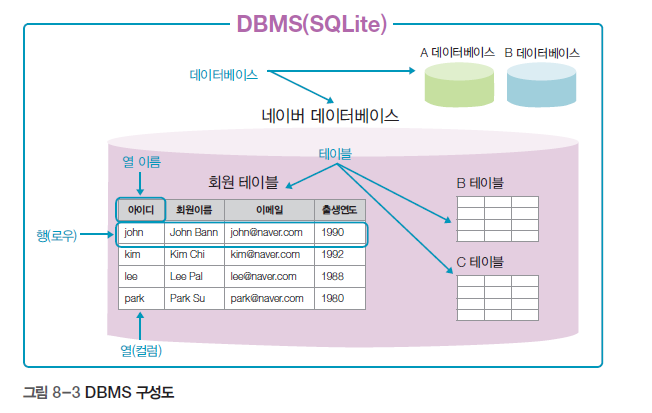 DBMS(SQLite)
A 데이터베이스 B 데이터베이스
데이터베이스
네이버 데이터베이스
열 이름
테이블
회원 테이블
B 테이블
아이디 회원이름 이메일 출생연도
행(로우)
john John Bann john@naver.com 1990
kim Kim Chi kim@naver.com 1992
C 테이블
lee Lee Pal lee@naver.com 1988
park Park Su park@naver.com 1980
열(컬럼)
그림 8-3 DBMS 구성도